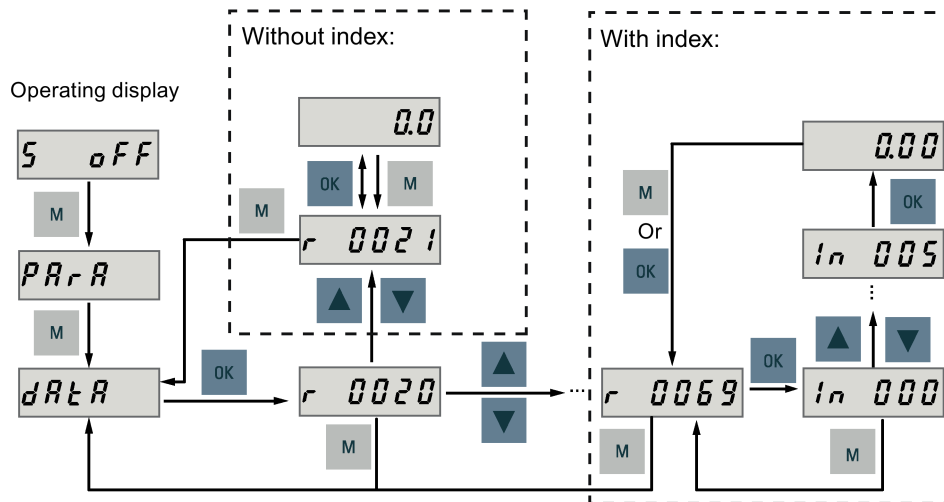 Without index:
With index:
Operating display
0.0
0.00
S oFF
OK
M
M
OK
M
Or
M
r 0021
In 005
PArA
OK
M
OK
OK
dAtA
r 0020
r 0069
In 000
M
M
M